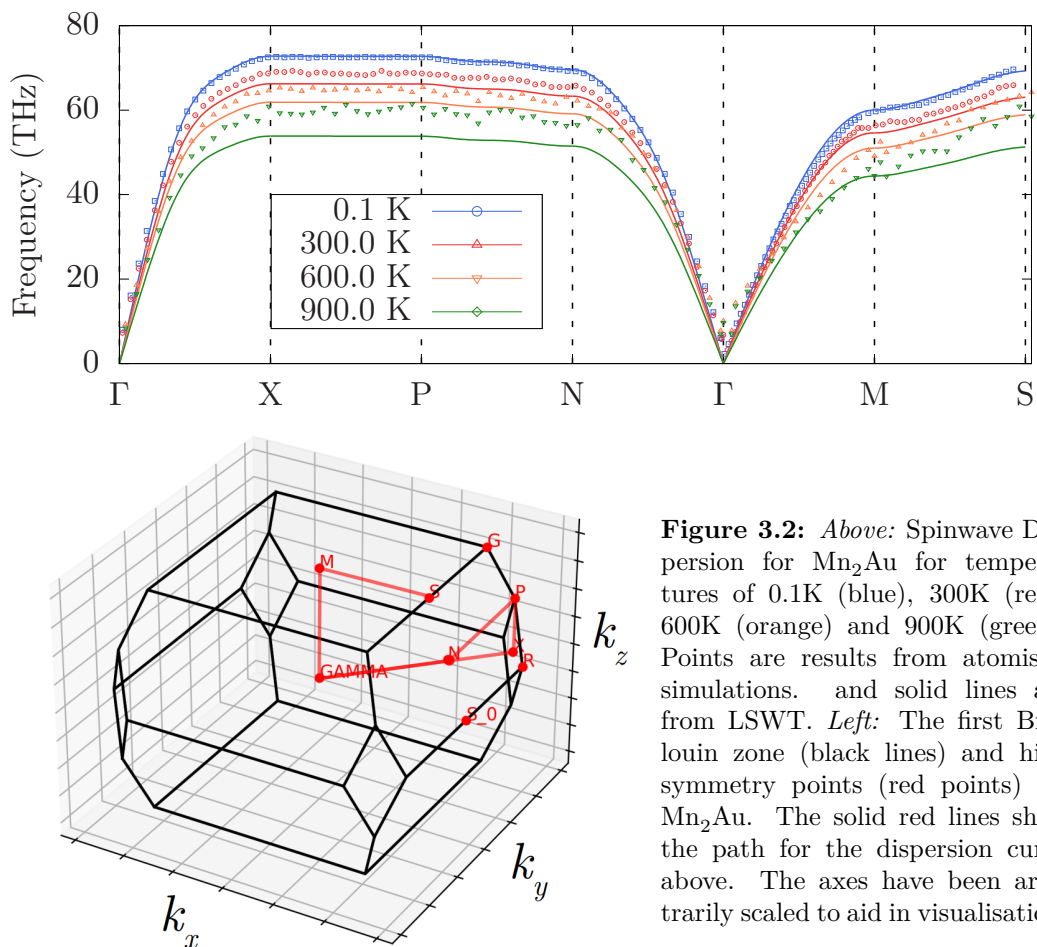 80
60
40
20
0
Frequency (THz)
0.1 K
300.0 K
600.0 K
900.0 K
Γ X P N Γ M S
G
M
S
P
N
X
R
GAMMA
S_0
k_x
k_y
k_z
Figure 3.2: Above: Spinwave D
persion for Mn₂Au for tempe
tures of 0.1K (blue), 300K (re
600K (orange) and 900K (gree
Points are results from atomis
simulations. and solid lines a
from LSWT. Left: The first B
louin zone (black lines) and hi
symmetry points (red points)
Mn₂Au. The solid red lines sh
the path for the dispersion cur
above. The axes have been ar
trarily scaled to aid in visualisati